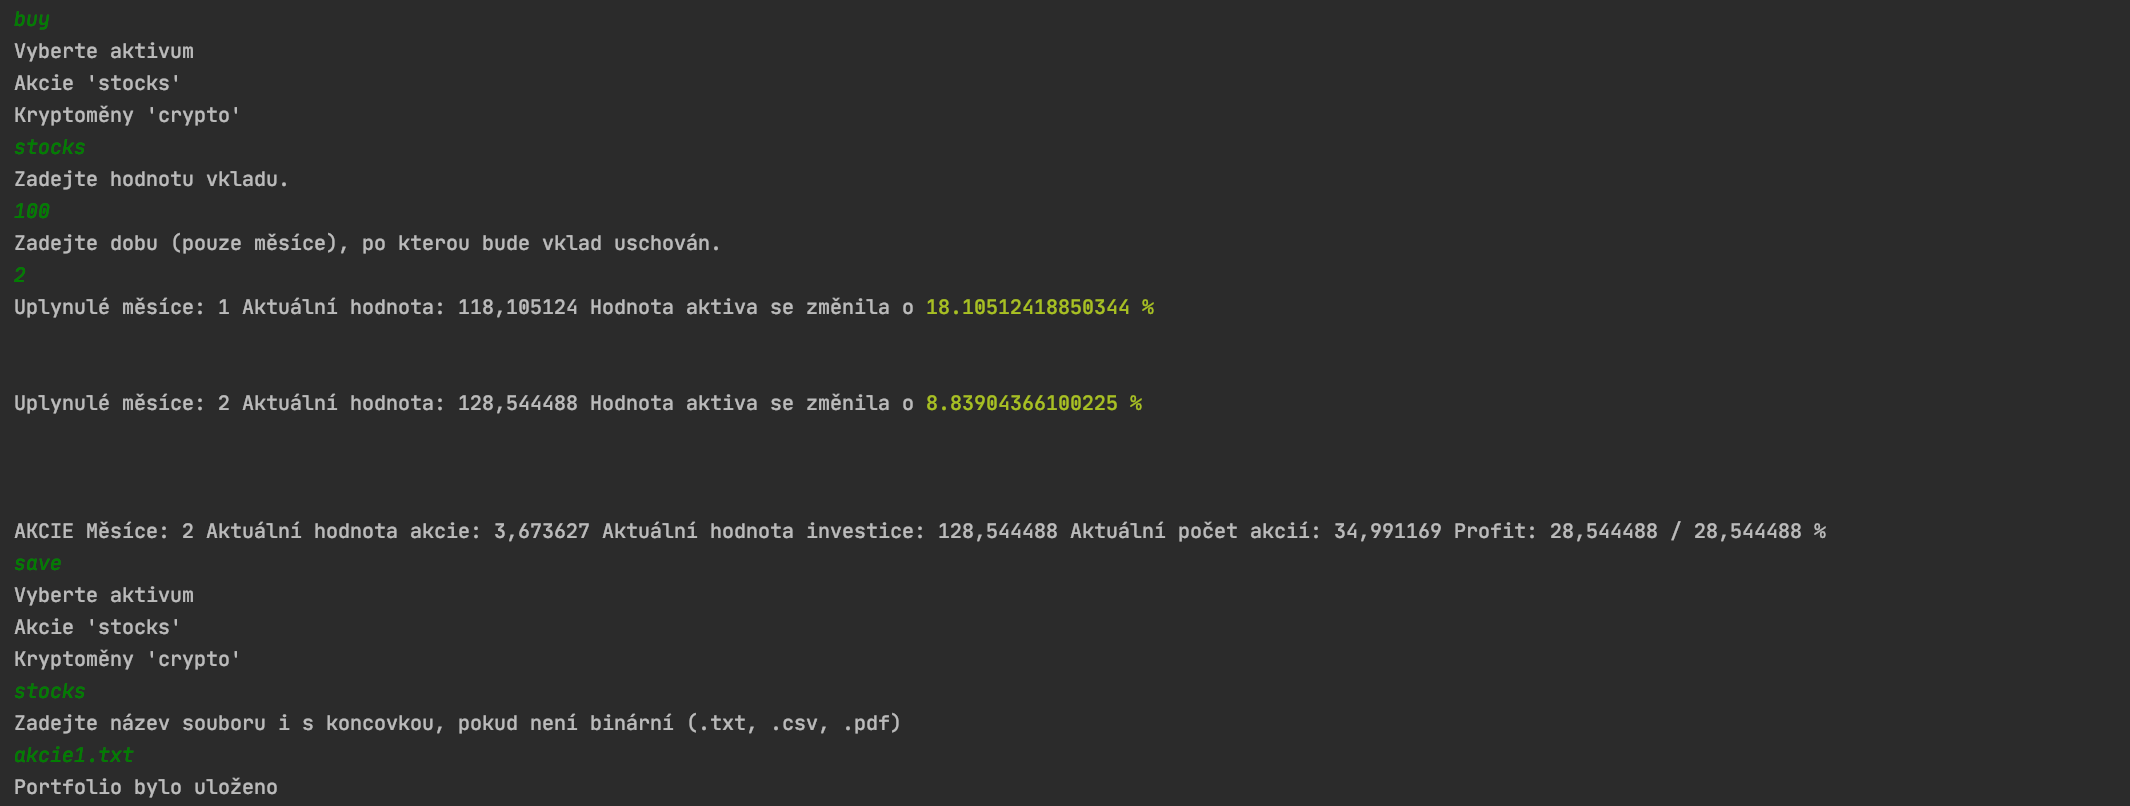 buy
Vyberte aktivum
Akcie 'stocks'
Kryptoměny 'crypto'
stocks
Zadejte hodnotu vkladu.
100
Zadejte dobu (pouze měsíce), po kterou bude vklad uschován.
2
Uplynulé měsíce: 1 Aktuální hodnota: 118,105124 Hodnota aktiva se změnila o 18.10512418850344 %
Uplynulé měsíce: 2 Aktuální hodnota: 128,544488 Hodnota aktiva se změnila o 8.83904366100225 %
AKCIE Měsíce: 2 Aktuální hodnota akcie: 3,673627 Aktuální hodnota investice: 128,544488 Aktuální počet akcií: 34,991169 Profit: 28,544488 / 28,544488 %
save
Vyberte aktivum
Akcie 'stocks'
Kryptoměny 'crypto'
stocks
Zadejte název souboru i s koncovkou, pokud není binární (.txt, .csv, .pdf)
akcie1.txt
Portfolio bylo uloženo